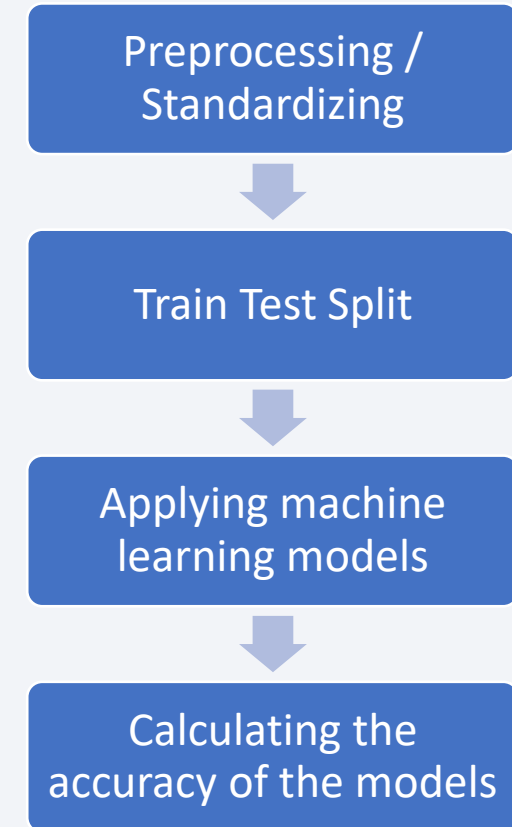 Preprocessing /
Standardizing
Train Test Split
Applying machine
learning models
Calculating the
accuracy of the models